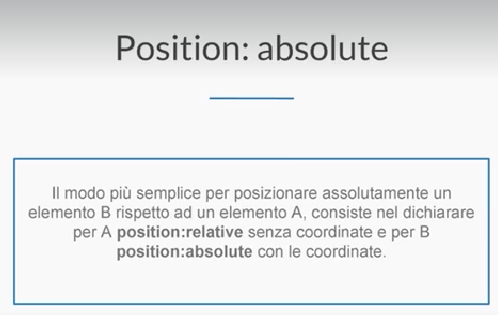 Position: absolute
Il modo più semplice per posizionare assolutamente un
elemento B rispetto ad un elemento A, consiste nel dichiarare
per A position:relative senza coordinate e per B
position:absolute con le coordinate.